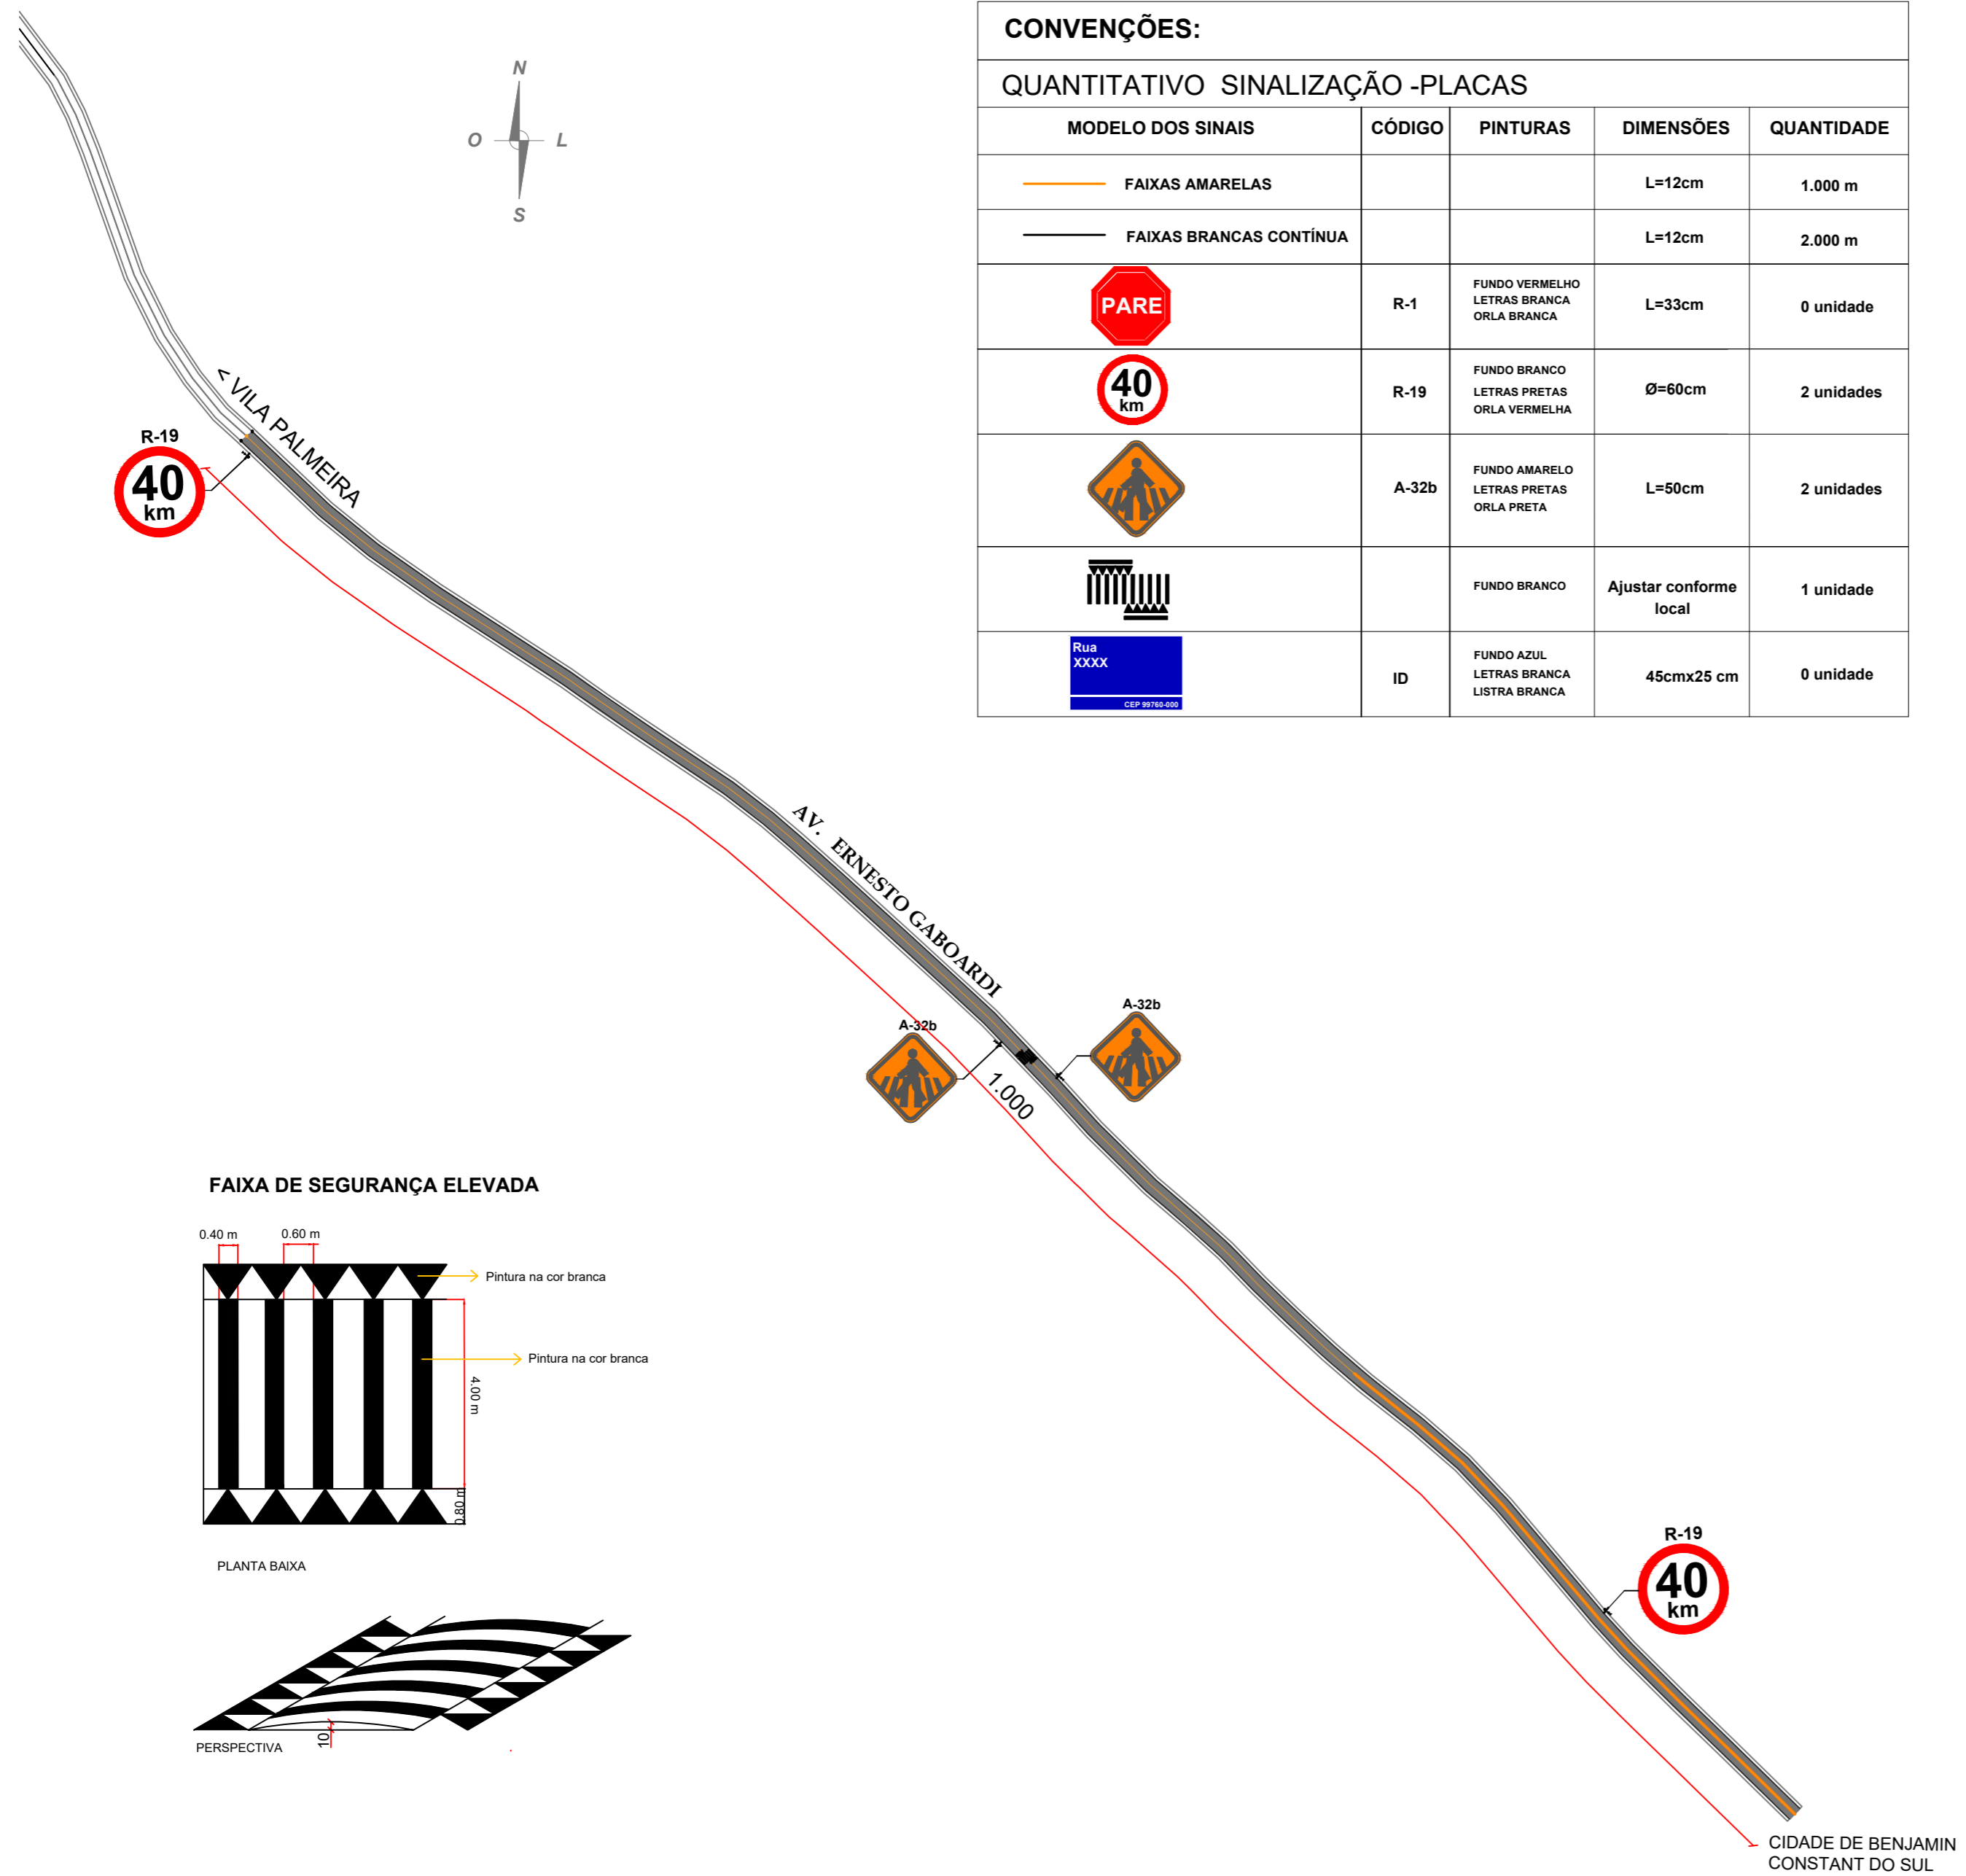 CONVENÇÕES:
QUANTITATIVO SINALIZAÇÃO -PLACAS
MODELO DOS SINAIS CÓDIGO PINTURAS DIMENSÕES QUANTIDADE
FAIXAS AMARELAS L=12cm 1.000 m
FAIXAS BRANCAS CONTÍNUA L=12cm 2.000 m
PARE
R-1
FUNDO VERMELHO
LETRAS BRANCA
ORLA BRANCA
L=33cm
0 unidade
40
km
R-19
FUNDO BRANCO
LETRAS PRETAS
ORLA VERMELHA
Ø=60cm
2 unidades
A-32b
FUNDO AMARELO
LETRAS PRETAS
ORLA PRETA
L=50cm
2 unidades
FUNDO BRANCO
Ajustar conforme
local
1 unidade
Rua
XXXX
CEP 99760-000
ID
FUNDO AZUL
LETRAS BRANCA
LISTRA BRANCA
45cmx25 cm
0 unidade
N
O L
S
< VILA PALMEIRA
R-19
40
km
AV. ERNESTO GABOARDI
A-32b
A-32b
1.000
FAIXA DE SEGURANÇA ELEVADA
0.40 m 0.60 m
Pintura na cor branca
Pintura na cor branca
4.00 m
0.80 m
PLANTA BAIXA
R-19
40
km
10
PERSPECTIVA
CIDADE DE BENJAMIN
CONSTANT DO SUL